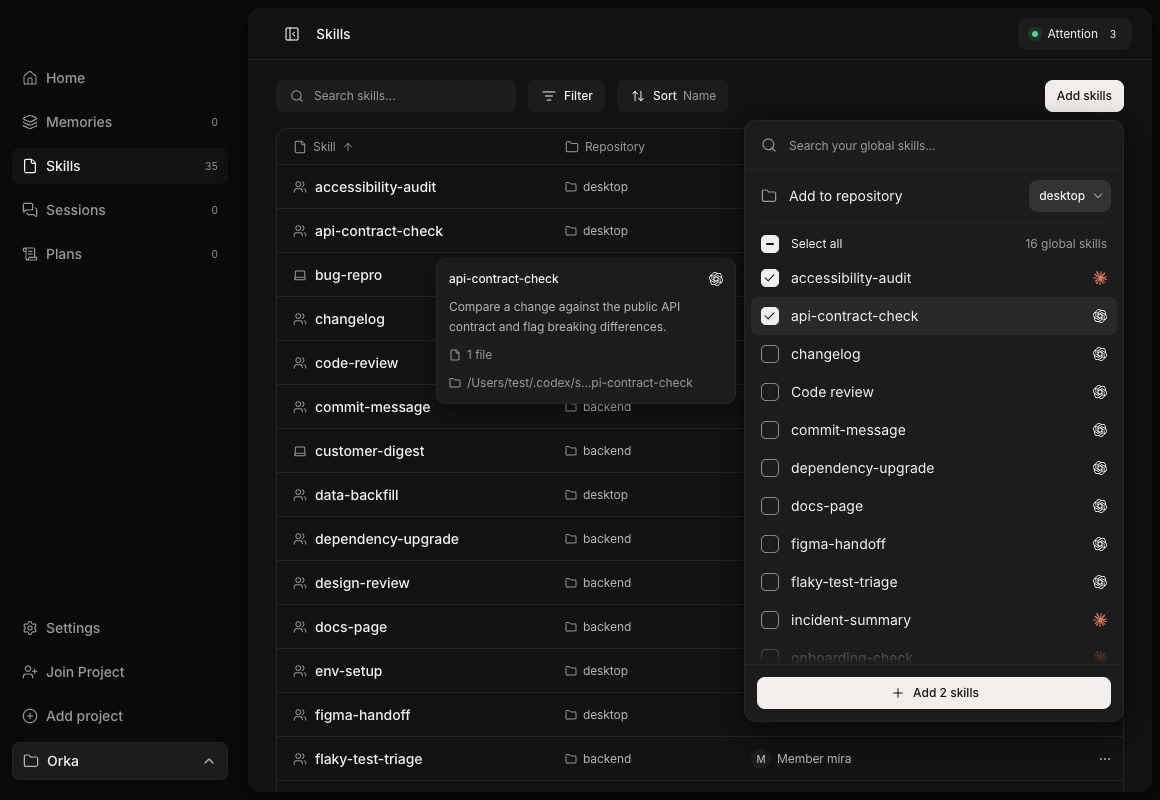 Skills
Attention 3
Home
Memories 0
Skills 35
Sessions 0
Plans 0
Settings
Join Project
Add project
Orka
Search skills...
Filter
Sort Name
Add skills
Skill
Repository
accessibility-audit desktop
api-contract-check desktop
bug-repro
changelog
code-review
commit-message backend
customer-digest backend
data-backfill desktop
dependency-upgrade backend
design-review backend
docs-page backend
env-setup desktop
figma-handoff desktop
flaky-test-triage backend M Member mira
api-contract-check
Compare a change against the public API
contract and flag breaking differences.
1 file
/Users/test/.codex/s...pi-contract-check
Search your global skills...
Add to repository desktop
Select all 16 global skills
accessibility-audit
api-contract-check
changelog
Code review
commit-message
dependency-upgrade
docs-page
figma-handoff
flaky-test-triage
incident-summary
onboarding-check
Add 2 skills